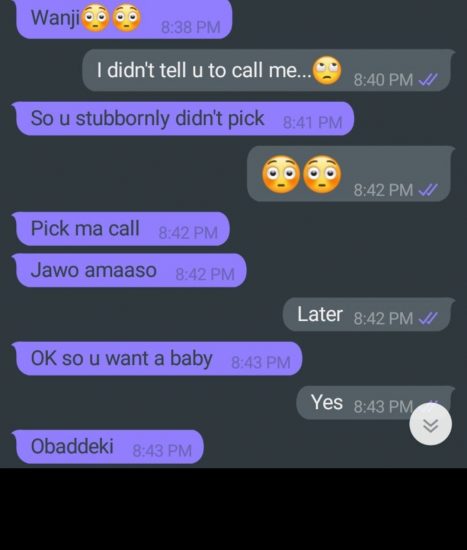 Wanji😳😳 8:38 PM
I didn't tell u to call me...🙄 8:40 PM
So u stubbornly didn't pick 8:41 PM
😳😳 8:42 PM
Pick ma call 8:42 PM
Jawo amaaso 8:42 PM
Later 8:42 PM
OK so u want a baby 8:43 PM
Yes 8:43 PM
Obaddeki 8:43 PM